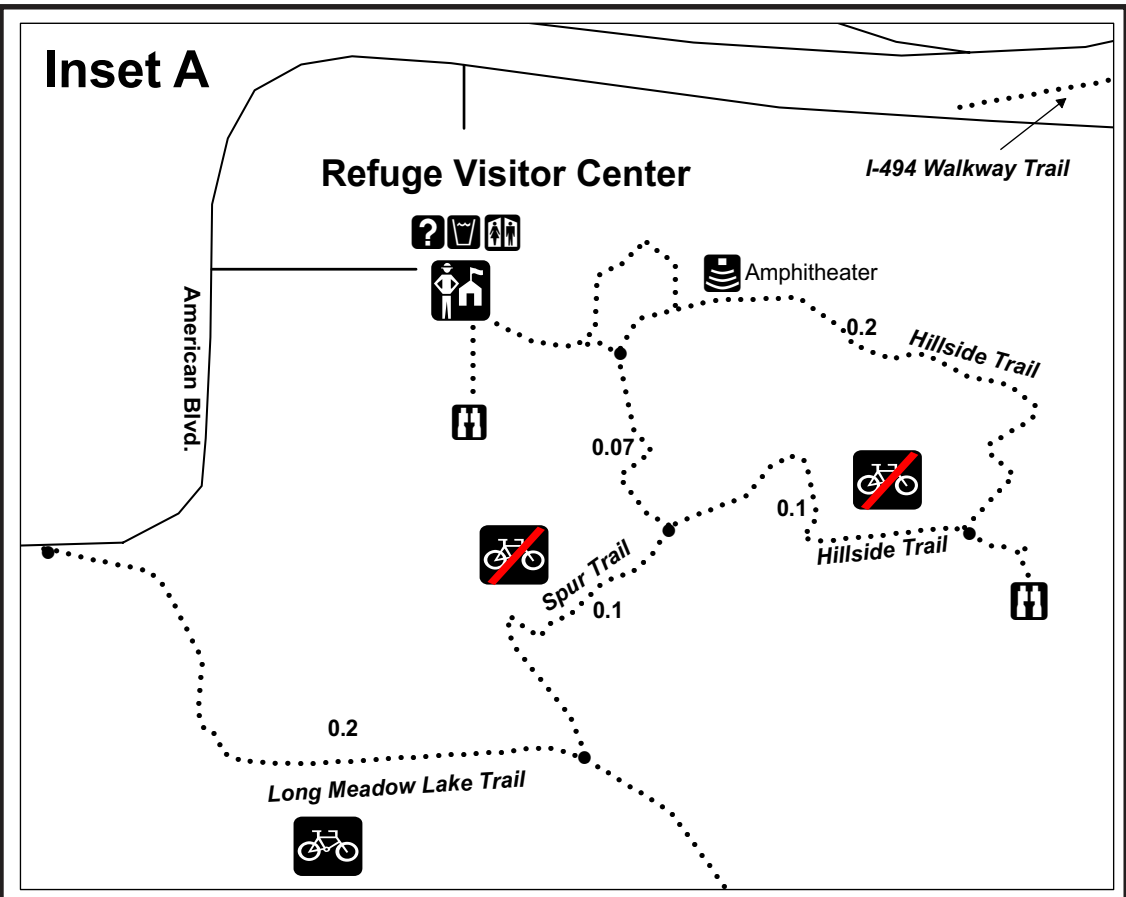 Inset A
I-494 Walkway Trail
Refuge Visitor Center
?
Amphitheater
American Blvd.
0.2
Hillside Trail
0.07
0.1
Hillside Trail
Spur Trail
0.1
0.2
Long Meadow Lake Trail